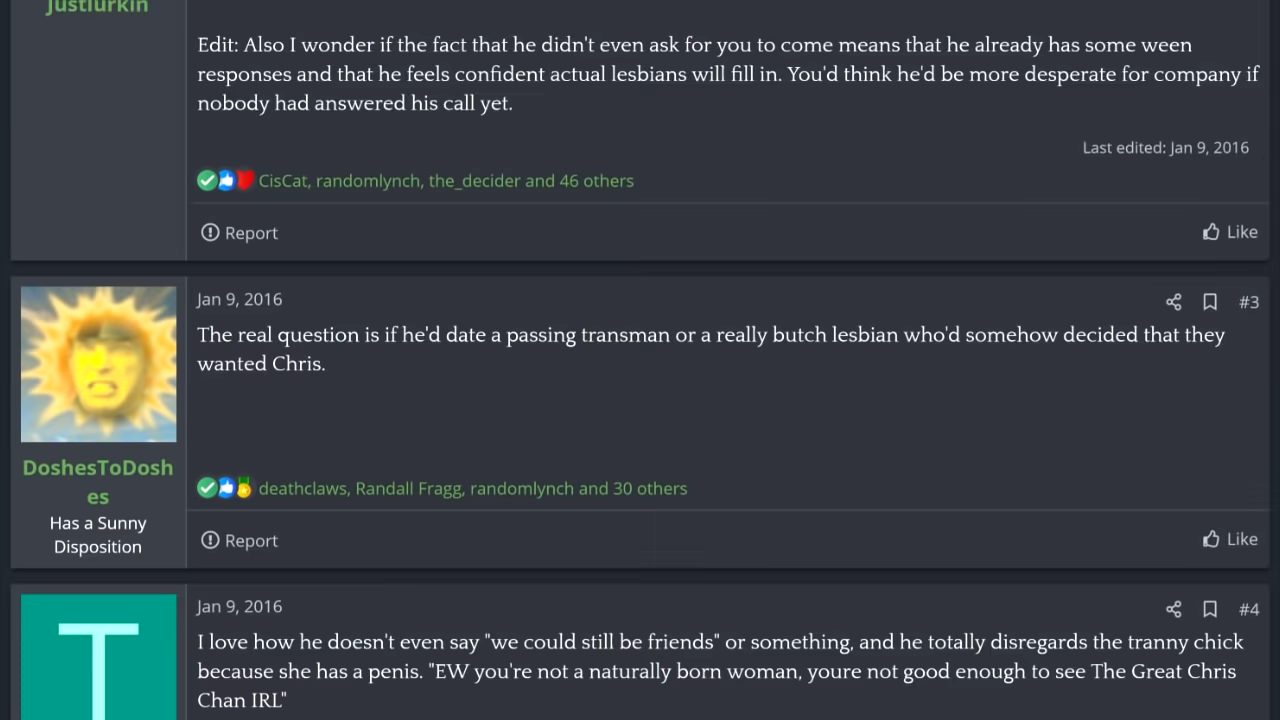 Justlurkin
Edit: Also I wonder if the fact that he didn't even ask for you to come means that he already has some ween
responses and that he feels confident actual lesbians will fill in. You'd think he'd be more desperate for company if
nobody had answered his call yet.
Last edited: Jan 9, 2016
CisCat, randomlynch, the_decider and 46 others
Report
Like
Jan 9, 2016
#3
The real question is if he'd date a passing transman or a really butch lesbian who'd somehow decided that they
wanted Chris.
DoshesToDosh
es
Has a Sunny
Disposition
deathclaws, Randall Fragg, randomlynch and 30 others
Report
Like
T
Jan 9, 2016
#4
I love how he doesn't even say "we could still be friends" or something, and he totally disregards the tranny chick
because she has a penis. "EW you're not a naturally born woman, youre not good enough to see The Great Chris
Chan IRL"